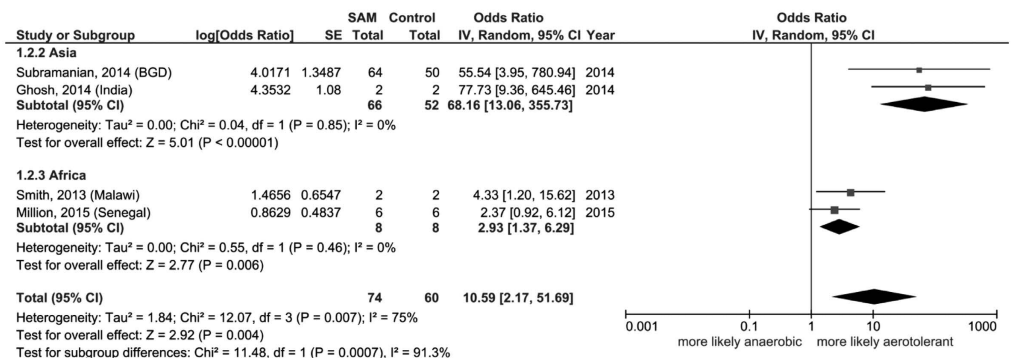 SAM Control Odds Ratio Odds Ratio
Study or Subgroup log[Odds Ratio] SE Total Total IV, Random, 95% CI Year IV, Random, 95% CI
1.2.2 Asia
Subramanian, 2014 (BGD) 4.0171 1.3487 64 50 55.54 [3.95, 780.94] 2014
Ghosh, 2014 (India) 4.3532 1.08 2 2 77.73 [9.36, 645.46] 2014
Subtotal (95% CI) 66 52 68.16 [13.06, 355.73]
Heterogeneity: Tau² = 0.00; Chi² = 0.04, df = 1 (P = 0.85); I² = 0%
Test for overall effect: Z = 5.01 (P < 0.00001)
1.2.3 Africa
Smith, 2013 (Malawi) 1.4656 0.6547 2 2 4.33 [1.20, 15.62] 2013
Million, 2015 (Senegal) 0.8629 0.4837 6 6 2.37 [0.92, 6.12] 2015
Subtotal (95% CI) 8 8 2.93 [1.37, 6.29]
Heterogeneity: Tau² = 0.00; Chi² = 0.55, df = 1 (P = 0.46); I² = 0%
Test for overall effect: Z = 2.77 (P = 0.006)
Total (95% CI) 74 60 10.59 [2.17, 51.69]
Heterogeneity: Tau² = 1.84; Chi² = 12.07, df = 3 (P = 0.007); I² = 75%
Test for overall effect: Z = 2.92 (P = 0.004)
Test for subgroup differences: Chi² = 11.48, df = 1 (P = 0.0007), I² = 91.3%
0.001 0.1 1 10 1000
more likely anaerobic more likely aerotolerant